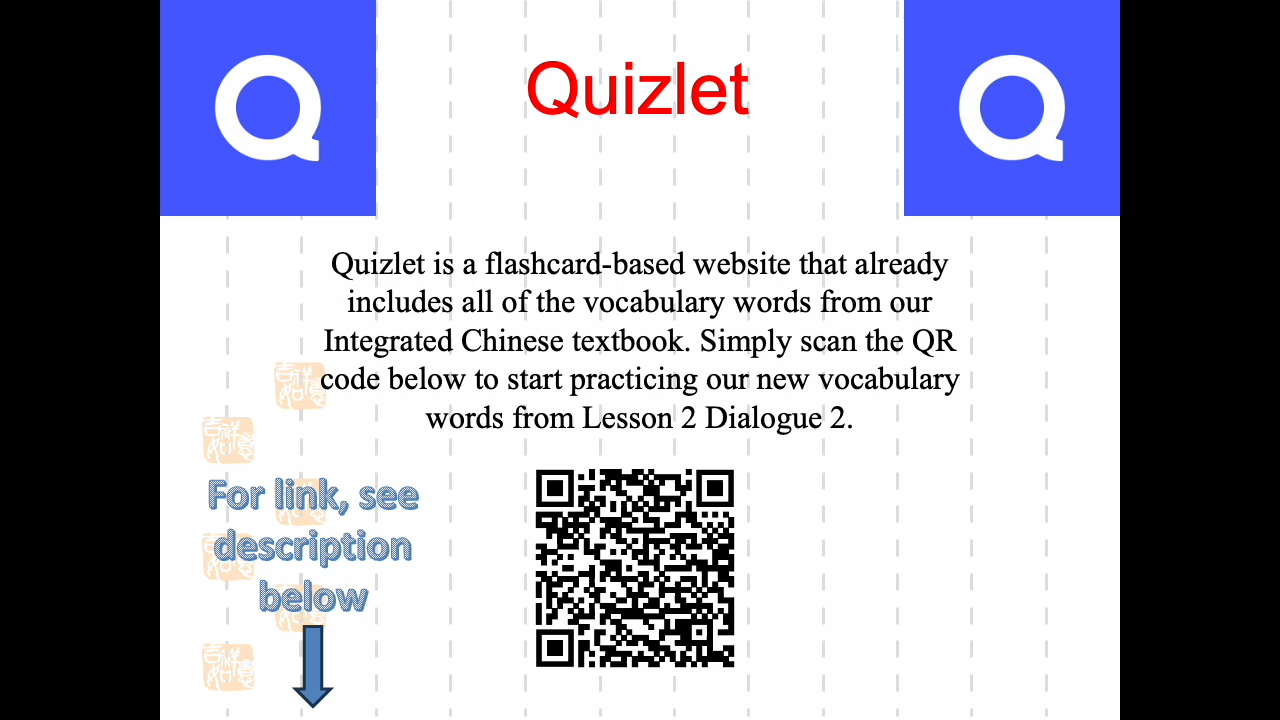 Quizlet
Quizlet is a flashcard-based website that already
includes all of the vocabulary words from our
Integrated Chinese textbook. Simply scan the QR
code below to start practicing our new vocabulary
words from Lesson 2 Dialogue 2.
For link, see
description
below